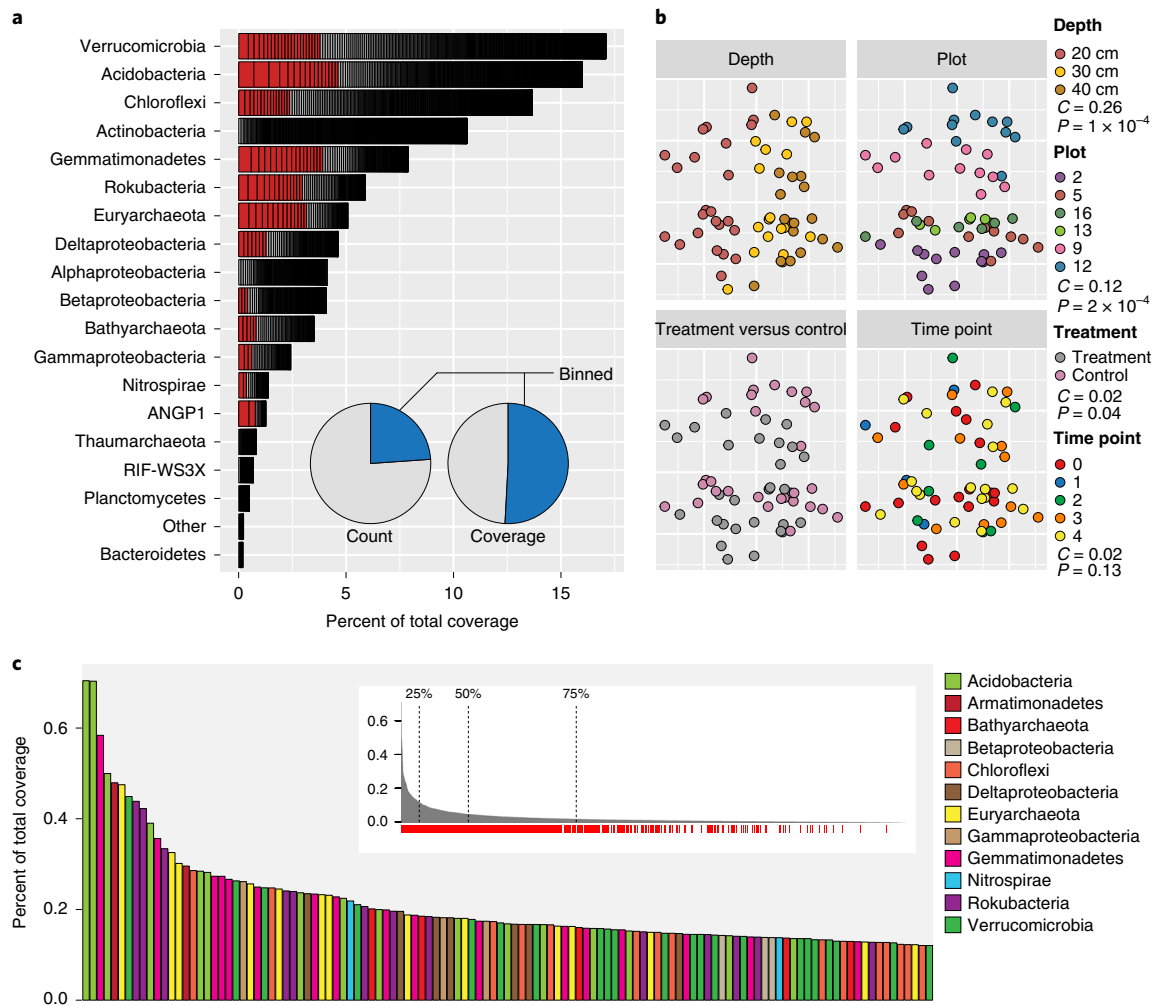 a
Verrucomicrobia
Acidobacteria
Chloroflexi
Actinobacteria
Gemmatimonadetes
Rokubacteria
Euryarchaeota
Deltaproteobacteria
Alphaproteobacteria
Betaproteobacteria
Bathyarchaeota
Gammaproteobacteria
Nitrospirae
ANGP1
Thaumarchaeota
RIF-WS3X
Planctomycetes
Other
Bacteroidetes
Binned
Count
Coverage
0 5 10 15
Percent of total coverage
b
Depth
Plot
Treatment versus control
Time point
Depth
20 cm
30 cm
40 cm
C = 0.26
P = 1 × 10⁻⁴
Plot
2
5
16
13
9
12
C = 0.12
P = 2 × 10⁻⁴
Treatment
Treatment
Control
C = 0.02
P = 0.04
Time point
0
1
2
3
4
C = 0.02
P = 0.13
c
Percent of total coverage
0.6
0.4
0.2
0.0
25% 50% 75%
0.6
0.4
0.2
0.0
Acidobacteria
Armatimonadetes
Bathyarchaeota
Betaproteobacteria
Chloroflexi
Deltaproteobacteria
Euryarchaeota
Gammaproteobacteria
Gemmatimonadetes
Nitrospirae
Rokubacteria
Verrucomicrobia